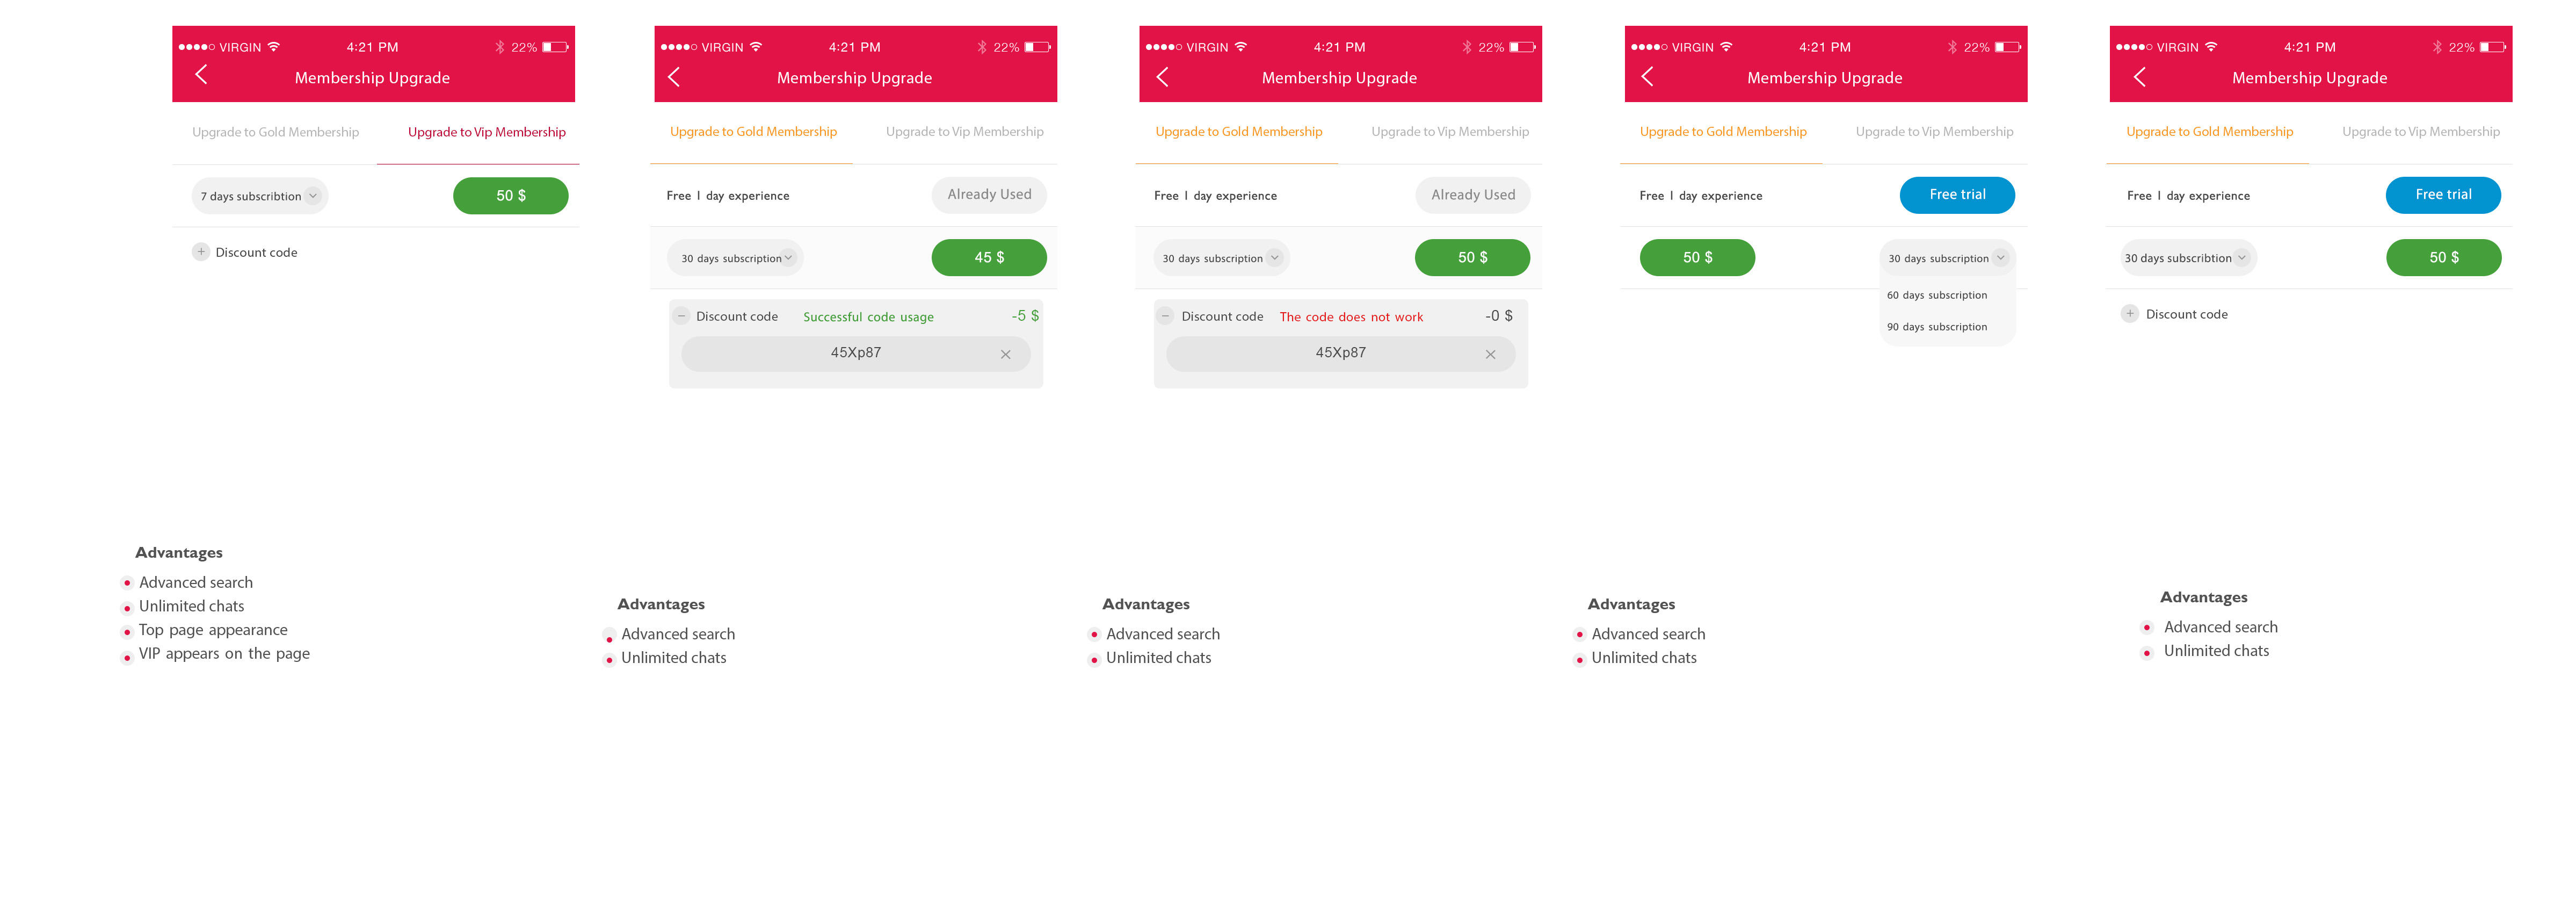 VIRGIN 4:21 PM 22%
Membership Upgrade
Upgrade to Gold Membership Upgrade to Vip Membership
7 days subscribtion 50 $
+ Discount code
Advantages
Advanced search
Unlimited chats
Top page appearance
VIP appears on the page
VIRGIN 4:21 PM 22%
Membership Upgrade
Upgrade to Gold Membership Upgrade to Vip Membership
Free 1 day experience Already Used
30 days subscription 45 $
− Discount code Successful code usage -5 $
45Xp87 ×
Advantages
Advanced search
Unlimited chats
VIRGIN 4:21 PM 22%
Membership Upgrade
Upgrade to Gold Membership Upgrade to Vip Membership
Free 1 day experience Already Used
30 days subscription 50 $
− Discount code The code does not work -0 $
45Xp87 ×
Advantages
Advanced search
Unlimited chats
VIRGIN 4:21 PM 22%
Membership Upgrade
Upgrade to Gold Membership Upgrade to Vip Membership
Free 1 day experience Free trial
50 $ 30 days subscription
60 days subscription
90 days subscription
Advantages
Advanced search
Unlimited chats
VIRGIN 4:21 PM 22%
Membership Upgrade
Upgrade to Gold Membership Upgrade to Vip Membership
Free 1 day experience Free trial
30 days subscribtion 50 $
+ Discount code
Advantages
Advanced search
Unlimited chats